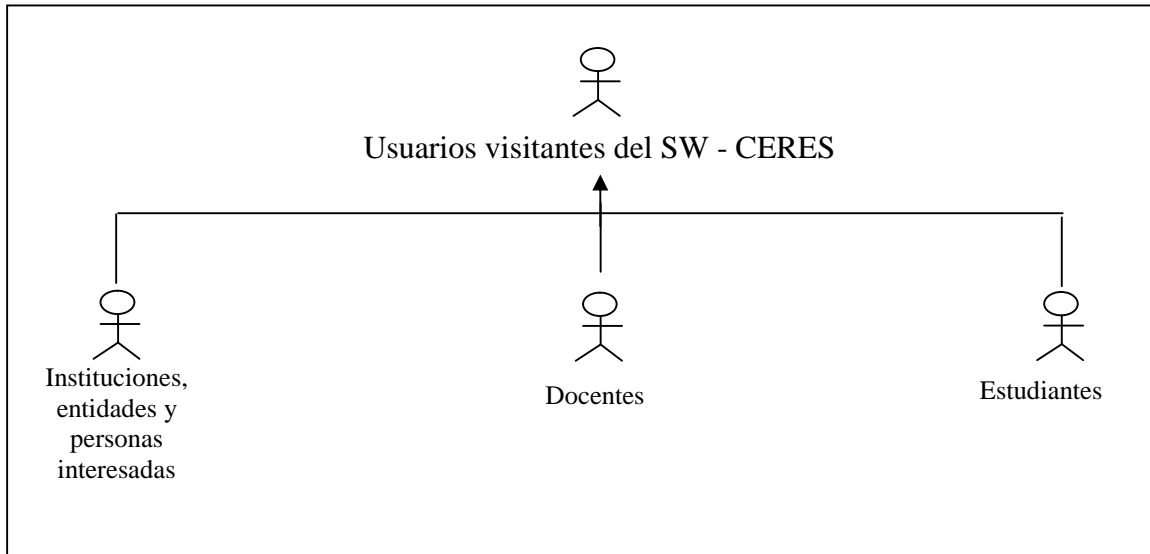 Usuarios visitantes del SW - CERES
Instituciones,
entidades y
personas
interesadas
Docentes
Estudiantes